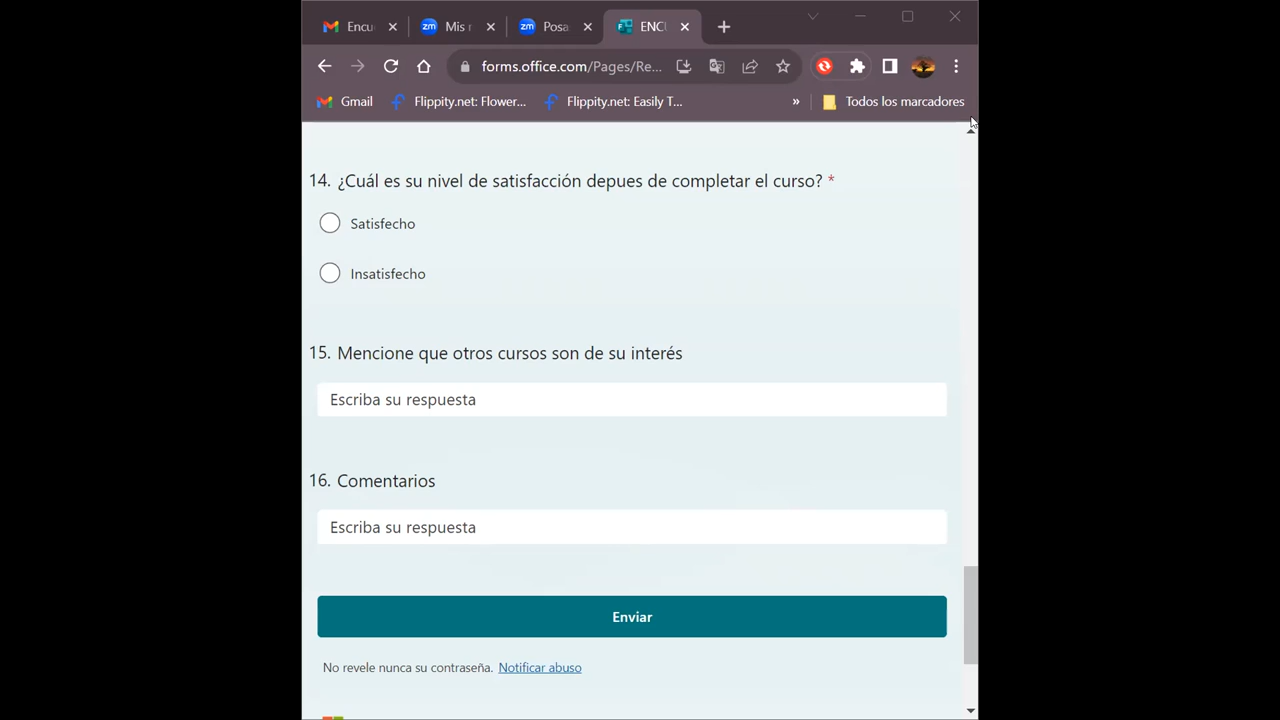 Encu
Mis r
Posa
ENCU
forms.office.com/Pages/Re...
Gmail
Flippity.net: Flower...
Flippity.net: Easily T...
»
Todos los marcadores
14. ¿Cuál es su nivel de satisfacción depues de completar el curso? *
Satisfecho
Insatisfecho
15. Mencione que otros cursos son de su interés
Escriba su respuesta
16. Comentarios
Escriba su respuesta
Enviar
No revele nunca su contraseña. Notificar abuso